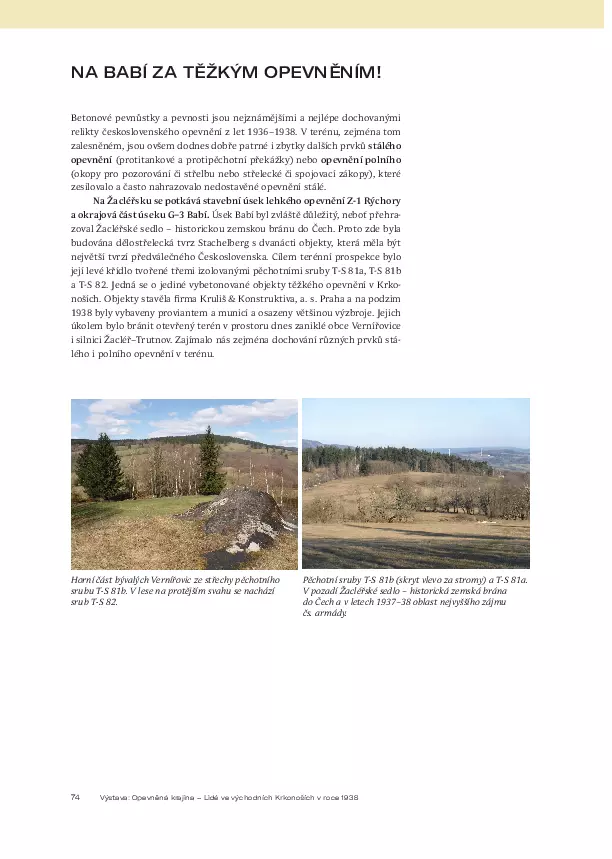 NA BABÍ ZA TĚŽKÝM OPEVNĚNÍM!
Betonové pevnůstky a pevnosti jsou nejznámějšími a nejlépe dochovanými
relikty československého opevnění z let 1936–1938. V terénu, zejména tom
zalesněném, jsou ovšem dodnes dobře patrné i zbytky dalších prvků stálého
opevnění (protitankové a protipěchotní překážky) nebo opevnění polního
(okopy pro pozorování či střelbu nebo střelecké či spojovací zákopy), které
zesilovalo a často nahrazovalo nedostavěné opevnění stálé.
Na Žacléřsku se potkává stavební úsek lehkého opevnění Z-1 Rýchory
a okrajová část úseku G–3 Babí. Úsek Babí byl zvláště důležitý, neboť přehra-
zoval Žacléřské sedlo – historickou zemskou bránu do Čech. Proto zde byla
budována dělostřelecká tvrz Stachelberg s dvanácti objekty, která měla být
největší tvrzí předválečného Československa. Cílem terénní prospekce bylo
její levé křídlo tvořené třemi izolovanými pěchotními sruby T-S 81a, T-S 81b
a T-S 82. Jedná se o jediné vybetonované objekty těžkého opevnění v Krko-
noších. Objekty stavěla firma Kruliš & Konstruktiva, a. s. Praha a na podzim
1938 byly vybaveny proviantem a municí a osazeny většinou výzbroje. Jejich
úkolem bylo bránit otevřený terén v prostoru dnes zaniklé obce Vernířovice
i silnici Žacléř–Trutnov. Zajímalo nás zejména dochování různých prvků stá-
lého i polního opevnění v terénu.
Horní část bývalých Vernířovic ze střechy pěchotního
srubu T-S 81b. V lese na protějším svahu se nachází
srub T-S 82.
Pěchotní sruby T-S 81b (skryt vlevo za stromy) a T-S 81a.
V pozadí Žacléřské sedlo – historická zemská brána
do Čech a v letech 1937–38 oblast nejvyššího zájmu
čs. armády.
74 Výstava: Opevněná krajina – Lidé ve východních Krkonoších v roce 1938